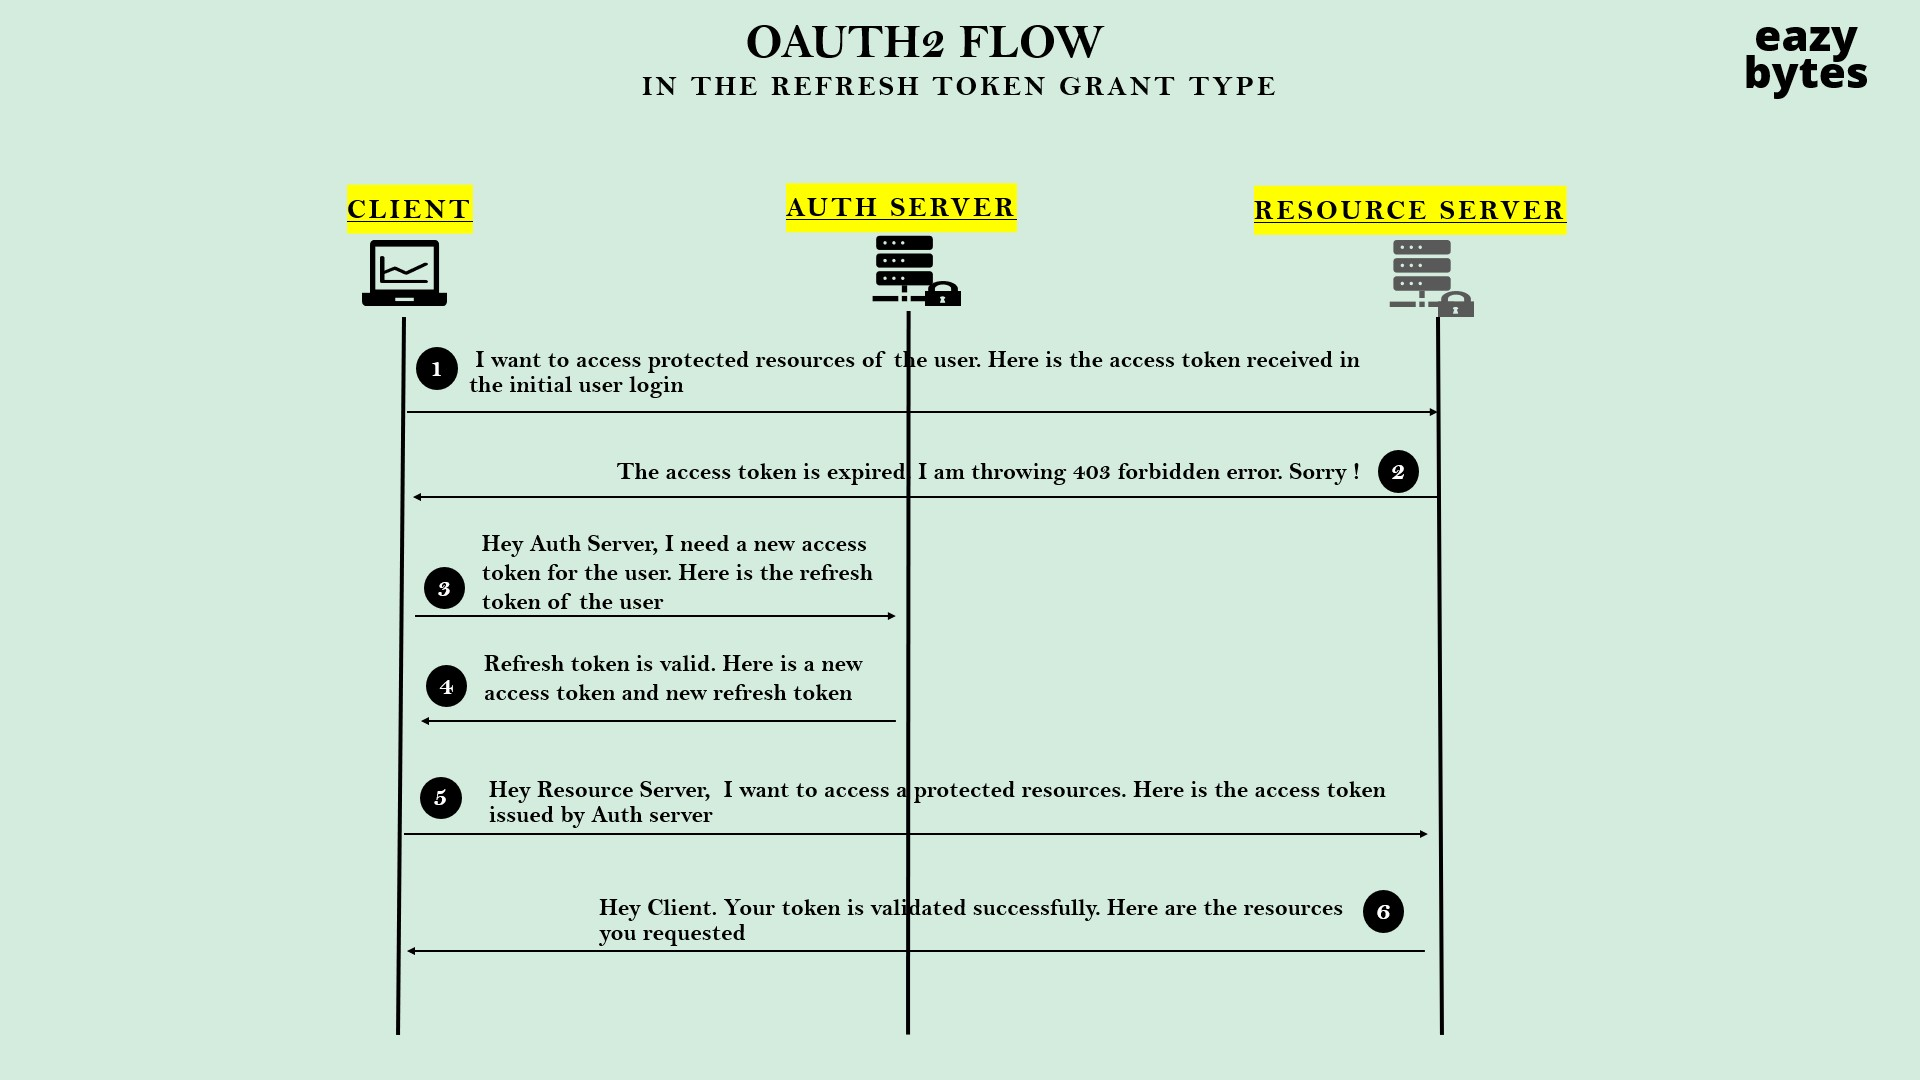 OAUTH2 FLOW
IN THE REFRESH TOKEN GRANT TYPE
eazy
bytes
CLIENT
AUTH SERVER
RESOURCE SERVER
1
I want to access protected resources of the user. Here is the access token received in
the initial user login
The access token is expired. I am throwing 403 forbidden error. Sorry !
2
Hey Auth Server, I need a new access
token for the user. Here is the refresh
3
token of the user
Refresh token is valid. Here is a new
4
access token and new refresh token
5
Hey Resource Server, I want to access a protected resources. Here is the access token
issued by Auth server
Hey Client. Your token is validated successfully. Here are the resources
6
you requested